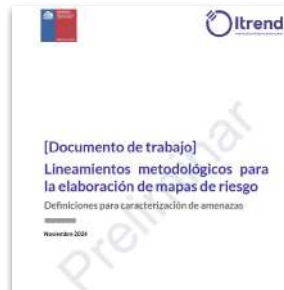 Itrend
[Documento de trabajo]
Lineamientos metodológicos para
la elaboración de mapas de riesgo
Definiciones para caracterización de amenazas
Noviembre 2024
Preliminar